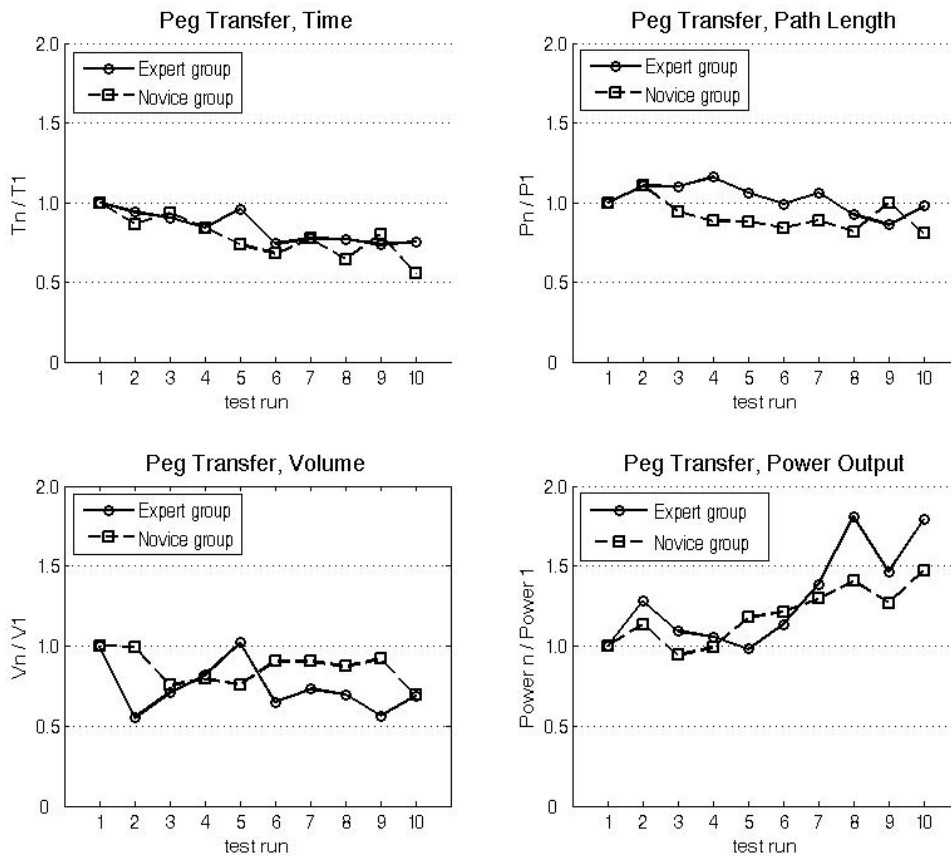 Peg Transfer, Time
2.0
1.5
1.0
0.5
0
Tn / T1
Expert group
Novice group
1 2 3 4 5 6 7 8 9 10
test run
Peg Transfer, Path Length
2.0
1.5
1.0
0.5
0
Pn / P1
Expert group
Novice group
1 2 3 4 5 6 7 8 9 10
test run
Peg Transfer, Volume
2.0
1.5
1.0
0.5
0
Vn / V1
Expert group
Novice group
1 2 3 4 5 6 7 8 9 10
test run
Peg Transfer, Power Output
2.0
1.5
1.0
0.5
0
Power n / Power 1
Expert group
Novice group
1 2 3 4 5 6 7 8 9 10
test run